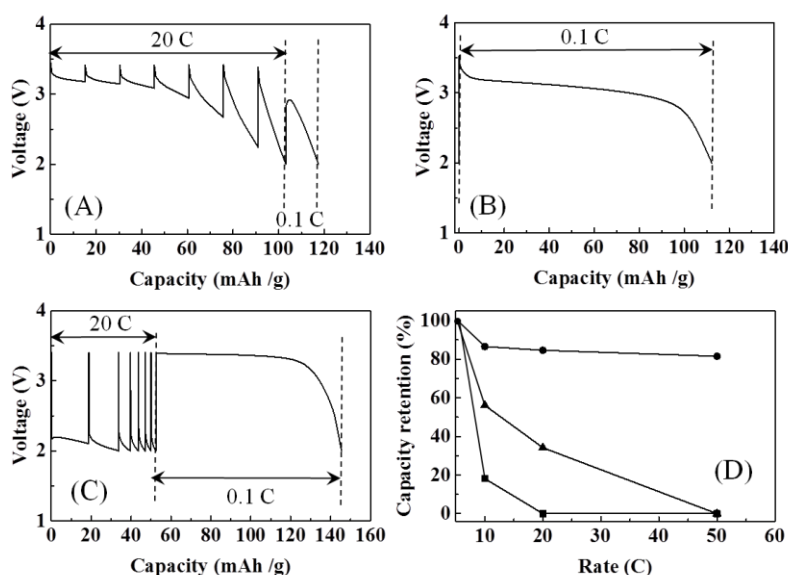 4
20 C
3
Voltage (V)
2
(A)
0.1 C
1
0 20 40 60 80 100 120 140
Capacity (mAh /g)
4
0.1 C
3
Voltage (V)
2
(B)
1
0 20 40 60 80 100 120 140
Capacity (mAh /g)
4
20 C
3
Voltage (V)
2
(C)
0.1 C
1
0 20 40 60 80 100 120 140 160
Capacity (mAh /g)
100
80
60
40
20
0
Capacity retention (%)
(D)
10 20 30 40 50 60
Rate (C)